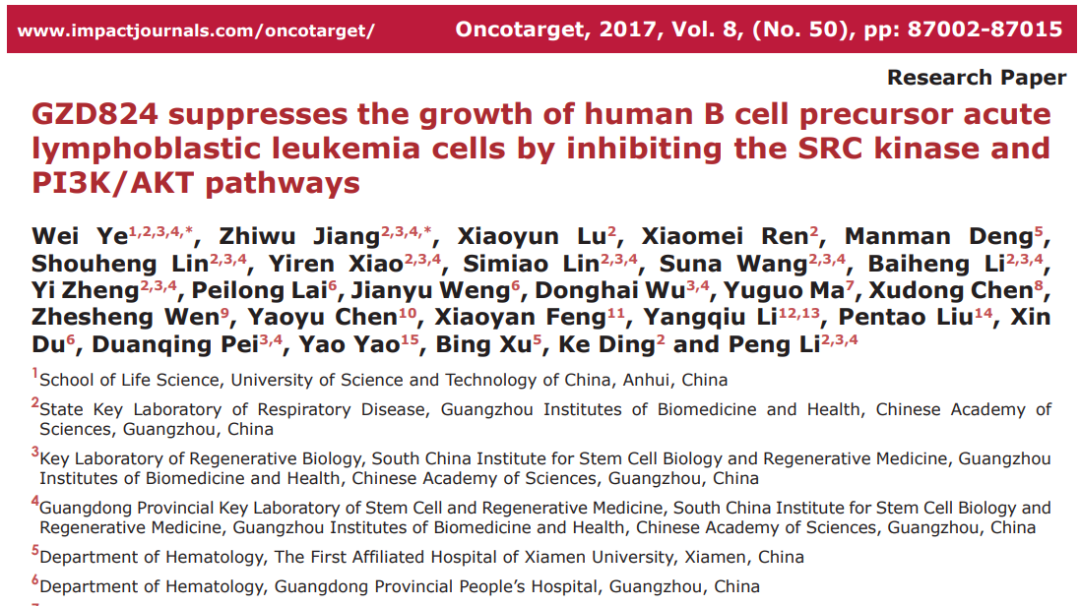 www.impactjournals.com/oncotarget/ Oncotarget, 2017, Vol. 8, (No. 50), pp: 87002-87015
Research Paper
GZD824 suppresses the growth of human B cell precursor acute
lymphoblastic leukemia cells by inhibiting the SRC kinase and
PI3K/AKT pathways
Wei Ye1,2,3,4,*, Zhiwu Jiang2,3,4,*, Xiaoyun Lu2, Xiaomei Ren2, Manman Deng5,
Shouheng Lin2,3,4, Yiren Xiao2,3,4, Simiao Lin2,3,4, Suna Wang2,3,4, Baiheng Li2,3,4,
Yi Zheng2,3,4, Peilong Lai6, Jianyu Weng6, Donghai Wu3,4, Yuguo Ma7, Xudong Chen8,
Zhesheng Wen9, Yaoyu Chen10, Xiaoyan Feng11, Yangqiu Li12,13, Pentao Liu14, Xin
Du6, Duanqing Pei3,4, Yao Yao15, Bing Xu5, Ke Ding2 and Peng Li2,3,4
1School of Life Science, University of Science and Technology of China, Anhui, China
2State Key Laboratory of Respiratory Disease, Guangzhou Institutes of Biomedicine and Health, Chinese Academy of
Sciences, Guangzhou, China
3Key Laboratory of Regenerative Biology, South China Institute for Stem Cell Biology and Regenerative Medicine, Guangzhou
Institutes of Biomedicine and Health, Chinese Academy of Sciences, Guangzhou, China
4Guangdong Provincial Key Laboratory of Stem Cell and Regenerative Medicine, South China Institute for Stem Cell Biology and
Regenerative Medicine, Guangzhou Institutes of Biomedicine and Health, Chinese Academy of Sciences, Guangzhou, China
5Department of Hematology, The First Affiliated Hospital of Xiamen University, Xiamen, China
6Department of Hematology, Guangdong Provincial People's Hospital, Guangzhou, China